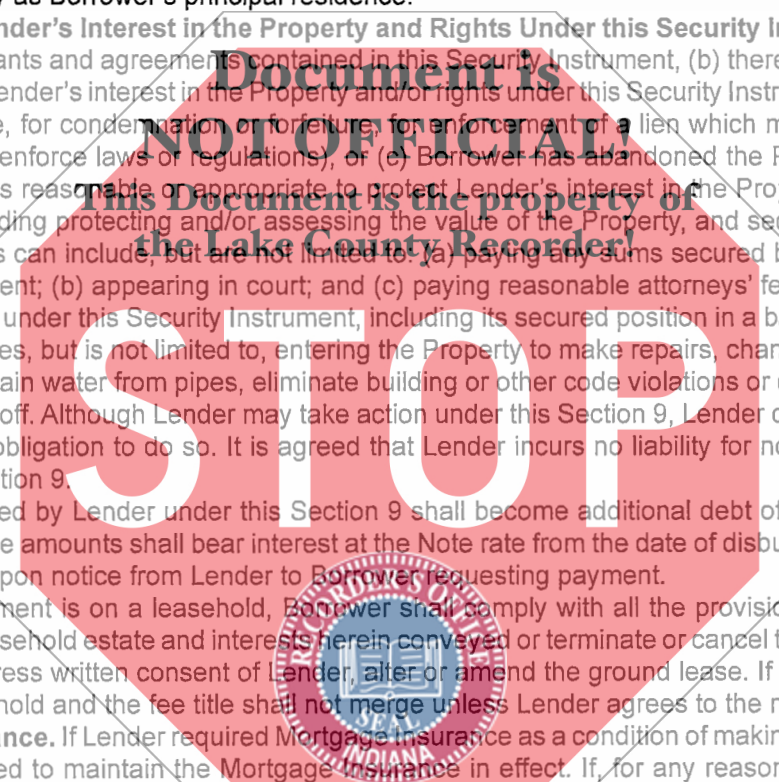 as Borrower's principal residence.
nder's Interest in the Property and Rights Under this Security In
ants and agreements contained in this Security Instrument, (b) there
ender's interest in the Property and/or rights under this Security Instr
e, for condemnation or forfeiture, for enforcement of a lien which m
enforce laws or regulations), or (c) Borrower has abandoned the P
s reasonable or appropriate to protect Lender's interest in the Pro
ding protecting and/or assessing the value of the Property, and se
s can include, but are not limited to: (a) paying any sums secured b
ent; (b) appearing in court; and (c) paying reasonable attorneys' fe
under this Security Instrument, including its secured position in a b
es, but is not limited to, entering the Property to make repairs, chan
ain water from pipes, eliminate building or other code violations or
off. Although Lender may take action under this Section 9, Lender d
obligation to do so. It is agreed that Lender incurs no liability for no
tion 9.
ed by Lender under this Section 9 shall become additional debt of
e amounts shall bear interest at the Note rate from the date of disbu
pon notice from Lender to Borrower requesting payment.
ment is on a leasehold, Borrower shall comply with all the provisio
sehold estate and interests herein conveyed or terminate or cancel t
ress written consent of Lender, alter or amend the ground lease. If
hold and the fee title shall not merge unless Lender agrees to the m
nce. If Lender required Mortgage Insurance as a condition of makin
ed to maintain the Mortgage Insurance in effect. If, for any reason
Document is
NOT OFFICIAL!
This Document is the property of
the Lake County Recorder!
STOP
RECORDER'S OFFICE
SEAL
INDIANA